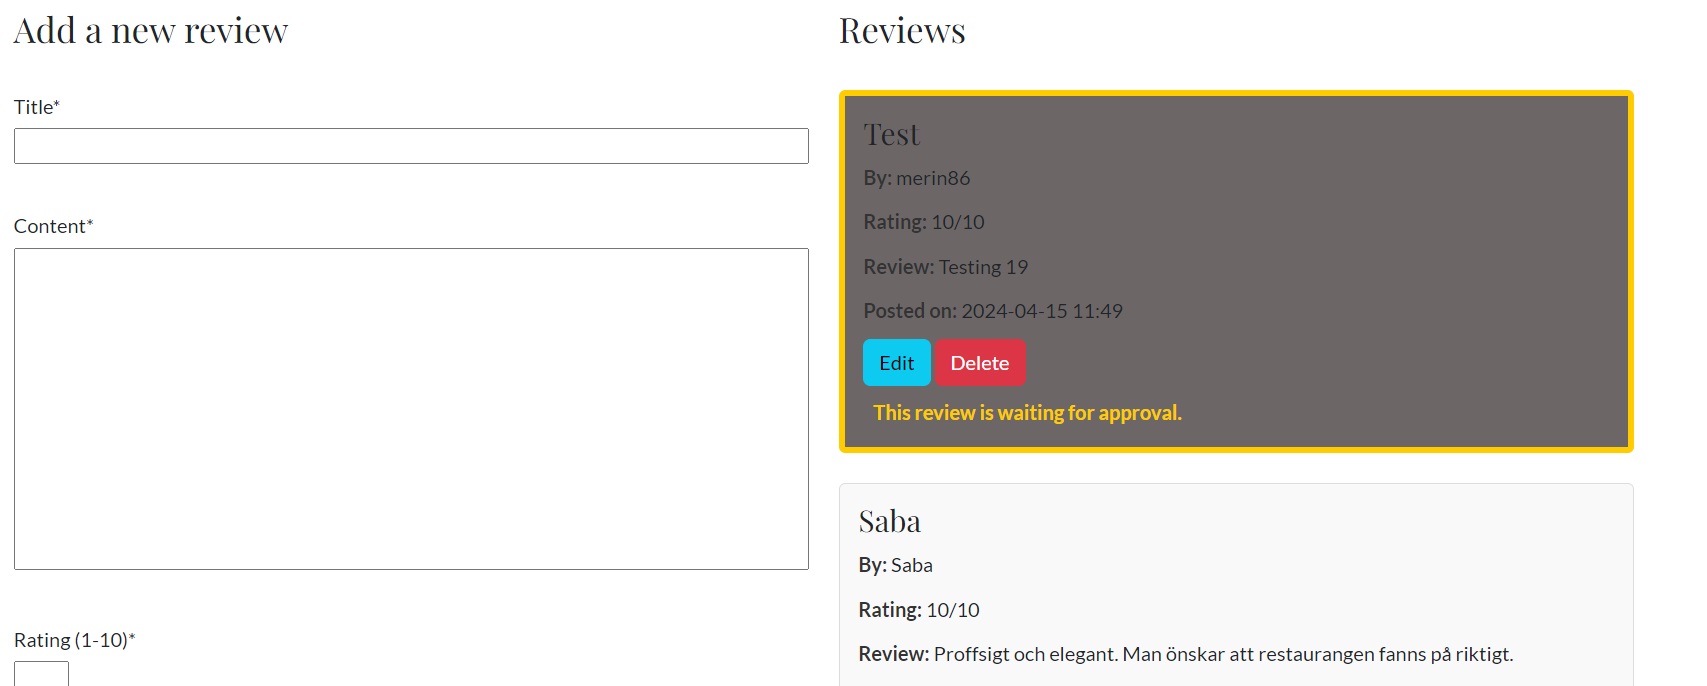 Add a new review
Title*
Content*
Rating (1-10)*
Reviews
Test
By: merin86
Rating: 10/10
Review: Testing 19
Posted on: 2024-04-15 11:49
Edit Delete
This review is waiting for approval.
Saba
By: Saba
Rating: 10/10
Review: Proffsigt och elegant. Man önskar att restaurangen fanns på riktigt.